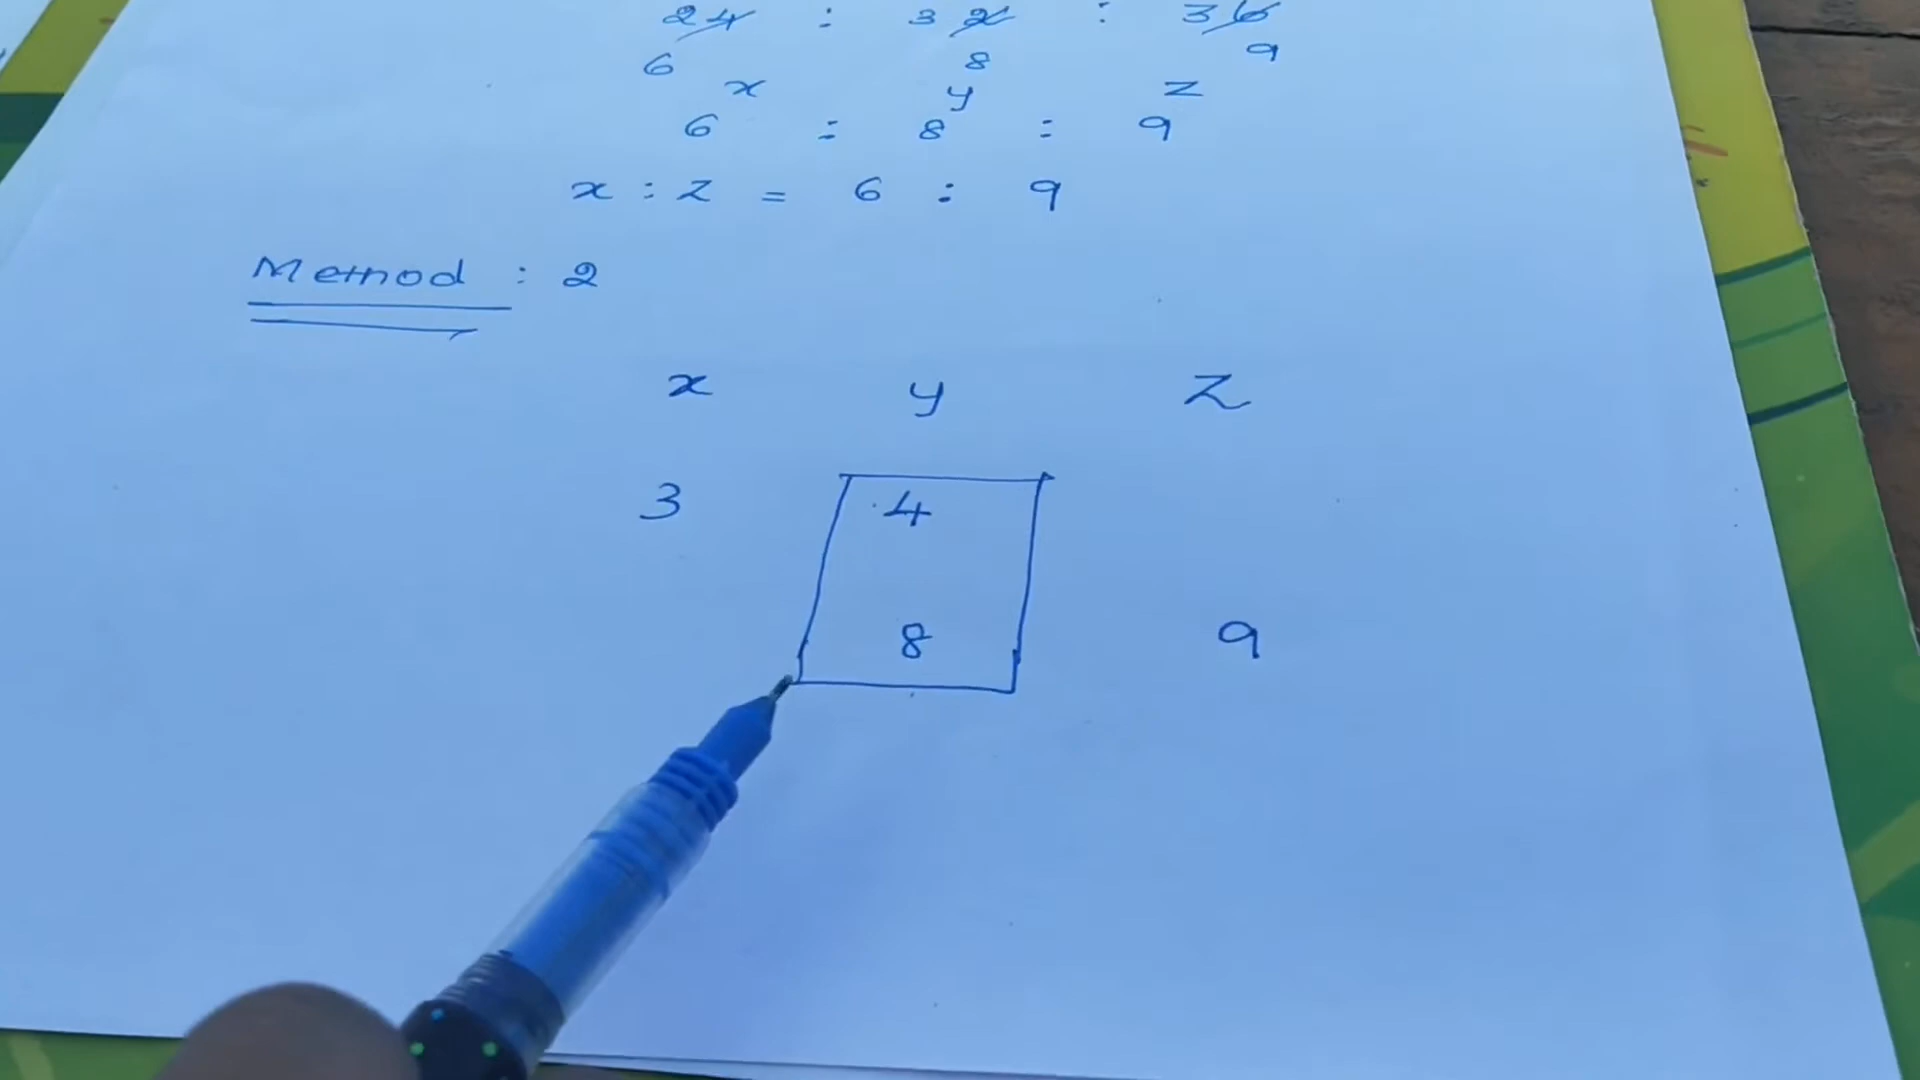 24 : 32 : 36
6 8 9
x y z
6 : 8 : 9
x : z = 6 : 9
Method : 2
x y z
3 4
8 9